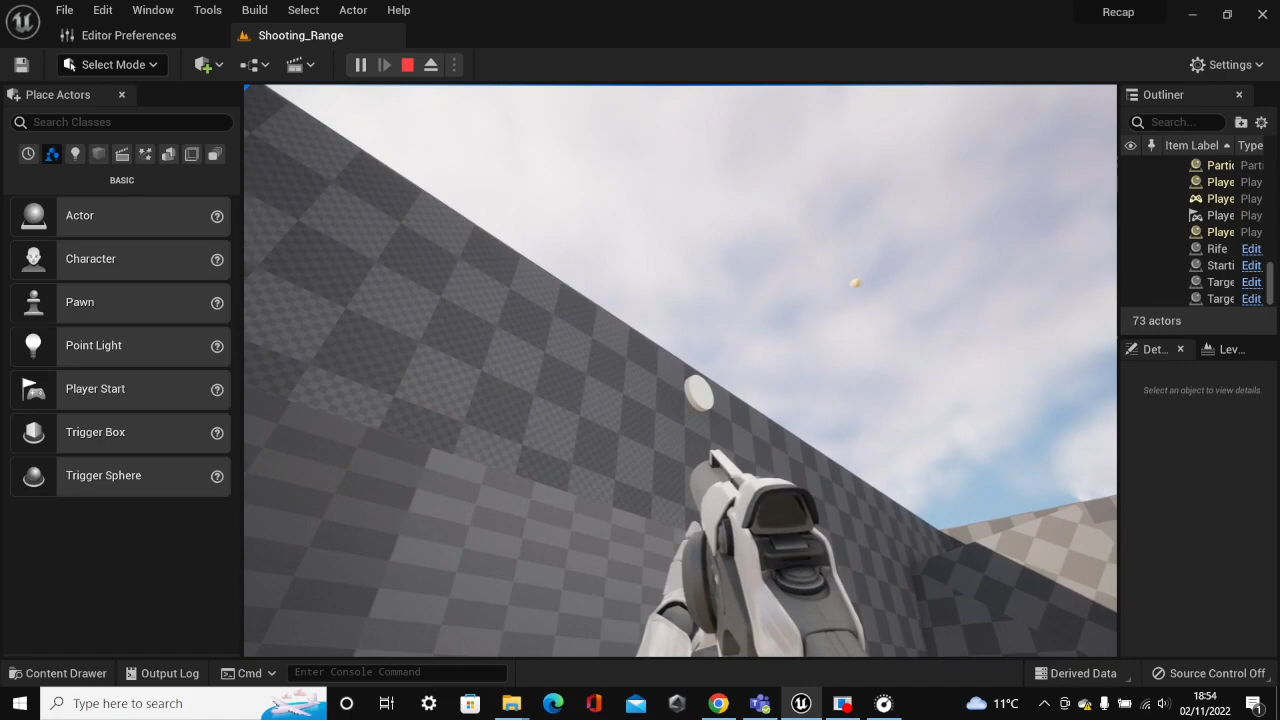 File Edit Window Tools Build Select Actor Help
Recap
Editor Preferences
Shooting_Range
Select Mode
Settings
Place Actors
Search Classes
BASIC
Actor
Character
Pawn
Point Light
Player Start
Trigger Box
Trigger Sphere
Outliner
Search...
Item Label Type
Partic Parti
Playe Play
Playe Play
Playe Play
Playe Play
Rife Edit
Starti Edit
Targe Edit
Targe Edit
73 actors
Det... Lev...
Select an object to view details.
Content Drawer
Output Log
Cmd
Enter Console Command
Derived Data
Source Control Off
Type here to search
11°C
18:54
02/11/2022
1